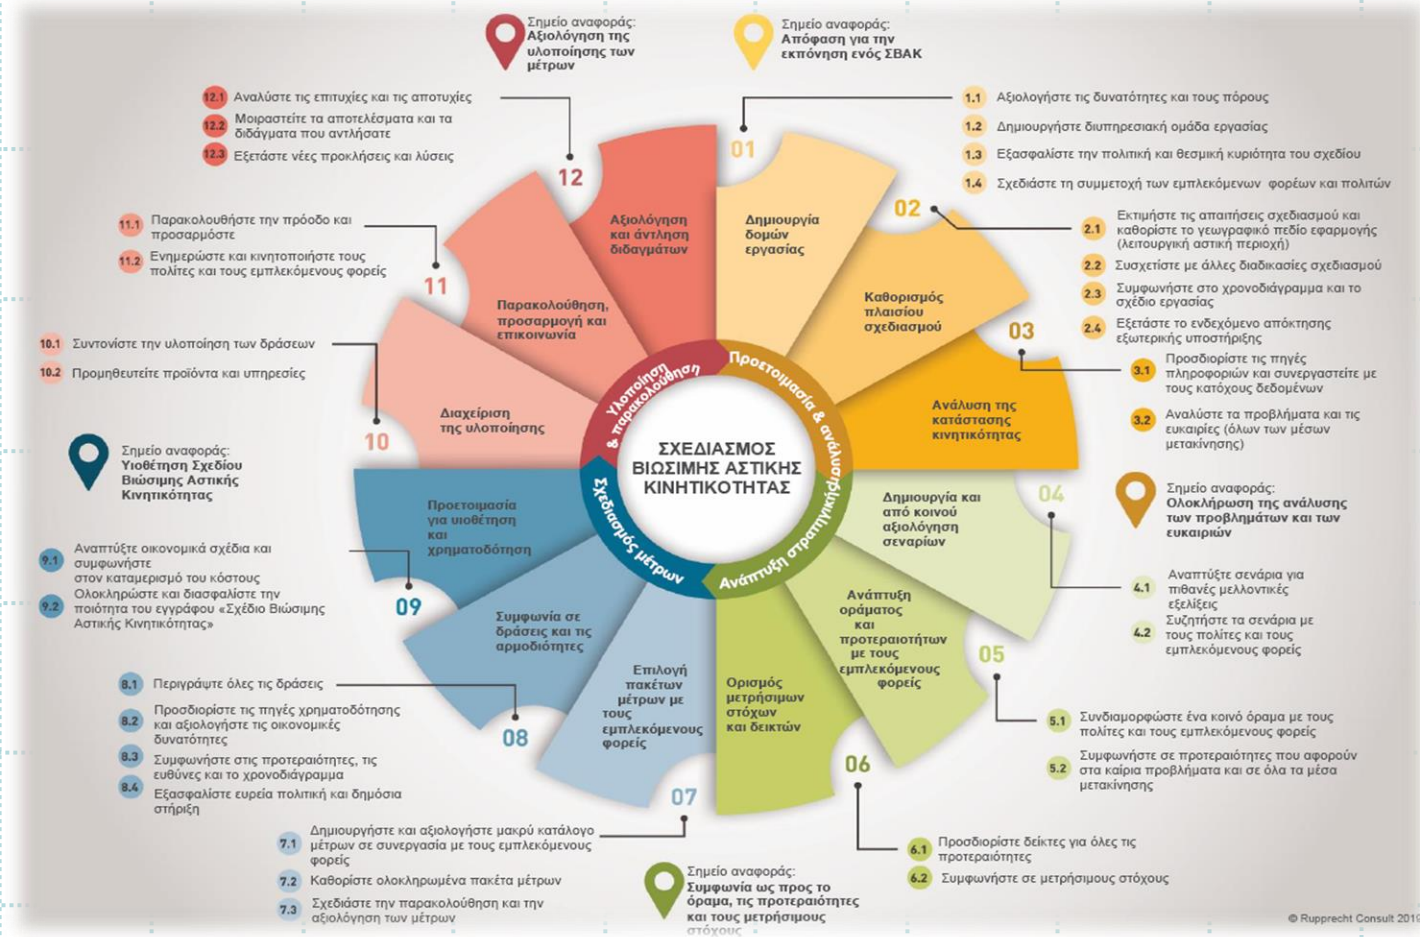 Σημείο αναφοράς:
Αξιολόγηση της
υλοποίησης των
μέτρων
Σημείο αναφοράς:
Απόφαση για την
εκπόνηση ενός ΣΒΑΚ
12.1 Αναλύστε τις επιτυχίες και τις αποτυχίες
12.2 Μοιραστείτε τα αποτελέσματα και τα
διδάγματα που αντλήσατε
12.3 Εξετάστε νέες προκλήσεις και λύσεις
1.1 Αξιολογήστε τις δυνατότητες και τους πόρους
1.2 Δημιουργήστε διυπηρεσιακή ομάδα εργασίας
1.3 Εξασφαλίστε την πολιτική και θεσμική κυριότητα του σχεδίου
1.4 Σχεδιάστε τη συμμετοχή των εμπλεκόμενων φορέων και πολιτών
11.1 Παρακολουθήστε την πρόοδο και
προσαρμόστε
11.2 Ενημερώστε και κινητοποιήστε τους
πολίτες και τους εμπλεκόμενους φορείς
2.1 Εκτιμήστε τις απαιτήσεις σχεδιασμού και
καθορίστε το γεωγραφικό πεδίο εφαρμογής
(λειτουργική αστική περιοχή)
2.2 Συσχετίστε με άλλες διαδικασίες σχεδιασμού
2.3 Συμφωνήστε στο χρονοδιάγραμμα και το
σχέδιο εργασίας
2.4 Εξετάστε το ενδεχόμενο απόκτησης
εξωτερικής υποστήριξης
10.1 Συντονίστε την υλοποίηση των δράσεων
10.2 Προμηθευτείτε προϊόντα και υπηρεσίες
3.1 Προσδιορίστε τις πηγές
πληροφοριών και συνεργαστείτε με
τους κατόχους δεδομένων
3.2 Αναλύστε τα προβλήματα και τις
ευκαιρίες (όλων των μέσων
μετακίνησης)
01
Δημιουργία
δομών
εργασίας
02
Καθορισμός
πλαισίου
σχεδιασμού
03
Ανάλυση της
κατάστασης
κινητικότητας
04
Δημιουργία και
από κοινού
αξιολόγηση
σεναρίων
05
Ανάπτυξη
οράματος
και
προτεραιοτήτων
με τους
εμπλεκόμενους
φορείς
06
Ορισμός
μετρήσιμων
στόχων
και δεικτών
07
Επιλογή
πακέτων
μέτρων με
τους
εμπλεκόμενους
φορείς
08
Συμφωνία σε
δράσεις και τις
αρμοδιότητες
09
Προετοιμασία
για υιοθέτηση
και
χρηματοδότηση
10
Διαχείριση
της υλοποίησης
11
Παρακολούθηση,
προσαρμογή και
επικοινωνία
12
Αξιολόγηση
και άντληση
διδαγμάτων
Υλοποίηση
& παρακολούθηση
Προετοιμασία & ανάλυση
Ανάπτυξη στρατηγικής
Σχεδιασμός μέτρων
ΣΧΕΔΙΑΣΜΟΣ
ΒΙΩΣΙΜΗΣ ΑΣΤΙΚΗΣ
ΚΙΝΗΤΙΚΟΤΗΤΑΣ
Σημείο αναφοράς:
Υιοθέτηση Σχεδίου
Βιώσιμης Αστικής
Κινητικότητας
Σημείο αναφοράς:
Ολοκλήρωση της ανάλυσης
των προβλημάτων και των
ευκαιριών
9.1 Αναπτύξτε οικονομικά σχέδια και
συμφωνήστε
στον καταμερισμό του κόστους
9.2 Ολοκληρώστε και διασφαλίστε την
ποιότητα του εγγράφου «Σχέδιο Βιώσιμης
Αστικής Κινητικότητας»
4.1 Αναπτύξτε σενάρια για
πιθανές μελλοντικές
εξελίξεις
4.2 Συζητήστε τα σενάρια με
τους πολίτες και τους
εμπλεκόμενους φορείς
8.1 Περιγράψτε όλες τις δράσεις
8.2 Προσδιορίστε τις πηγές χρηματοδότησης
και αξιολογήστε τις οικονομικές
δυνατότητες
8.3 Συμφωνήστε στις προτεραιότητες, τις
ευθύνες και το χρονοδιάγραμμα
8.4 Εξασφαλίστε ευρεία πολιτική και δημόσια
στήριξη
5.1 Συνδιαμορφώστε ένα κοινό όραμα με τους
πολίτες και τους εμπλεκόμενους φορείς
5.2 Συμφωνήστε σε προτεραιότητες που αφορούν
στα καίρια προβλήματα και σε όλα τα μέσα
μετακίνησης
7.1 Δημιουργήστε και αξιολογήστε μακρύ κατάλογο
μέτρων σε συνεργασία με τους εμπλεκόμενους
φορείς
7.2 Καθορίστε ολοκληρωμένα πακέτα μέτρων
7.3 Σχεδιάστε την παρακολούθηση και την
αξιολόγηση των μέτρων
6.1 Προσδιορίστε δείκτες για όλες τις
προτεραιότητες
6.2 Συμφωνήστε σε μετρήσιμους στόχους
Σημείο αναφοράς:
Συμφωνία ως προς το
όραμα, τις προτεραιότητες
και τους μετρήσιμους
στόχους
© Rupprecht Consult 2019